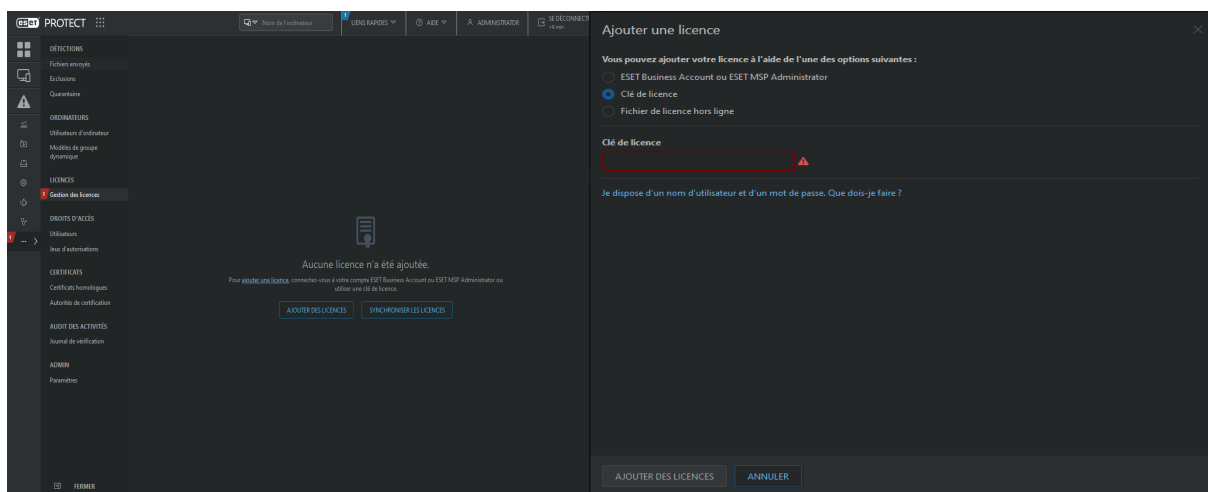 eset PROTECT
Nom de l'ordinateur
1
LIENS RAPIDES
AIDE
ADMINISTRATOR
SE DÉCONNECT
>9 min
DÉTECTIONS
Fichiers envoyés
Exclusions
Quarantaine
ORDINATEURS
Utilisateurs d'ordinateur
Modèles de groupe
dynamique
LICENCES
1
Gestion des licences
DROITS D'ACCÈS
Utilisateurs
Jeux d'autorisations
1
CERTIFICATS
Certificats homologues
Autorités de certification
AUDIT DES ACTIVITÉS
Journal de vérification
ADMIN
Paramètres
FERMER
Aucune licence n'a été ajoutée.
Pour ajouter une licence, connectez-vous à votre compte ESET Business Account ou ESET MSP Administrator ou
utiliser une clé de licence.
AJOUTER DES LICENCES
SYNCHRONISER LES LICENCES
Ajouter une licence
Vous pouvez ajouter votre licence à l'aide de l'une des options suivantes :
ESET Business Account ou ESET MSP Administrator
Clé de licence
Fichier de licence hors ligne
Clé de licence
Je dispose d'un nom d'utilisateur et d'un mot de passe. Que dois-je faire ?
AJOUTER DES LICENCES
ANNULER